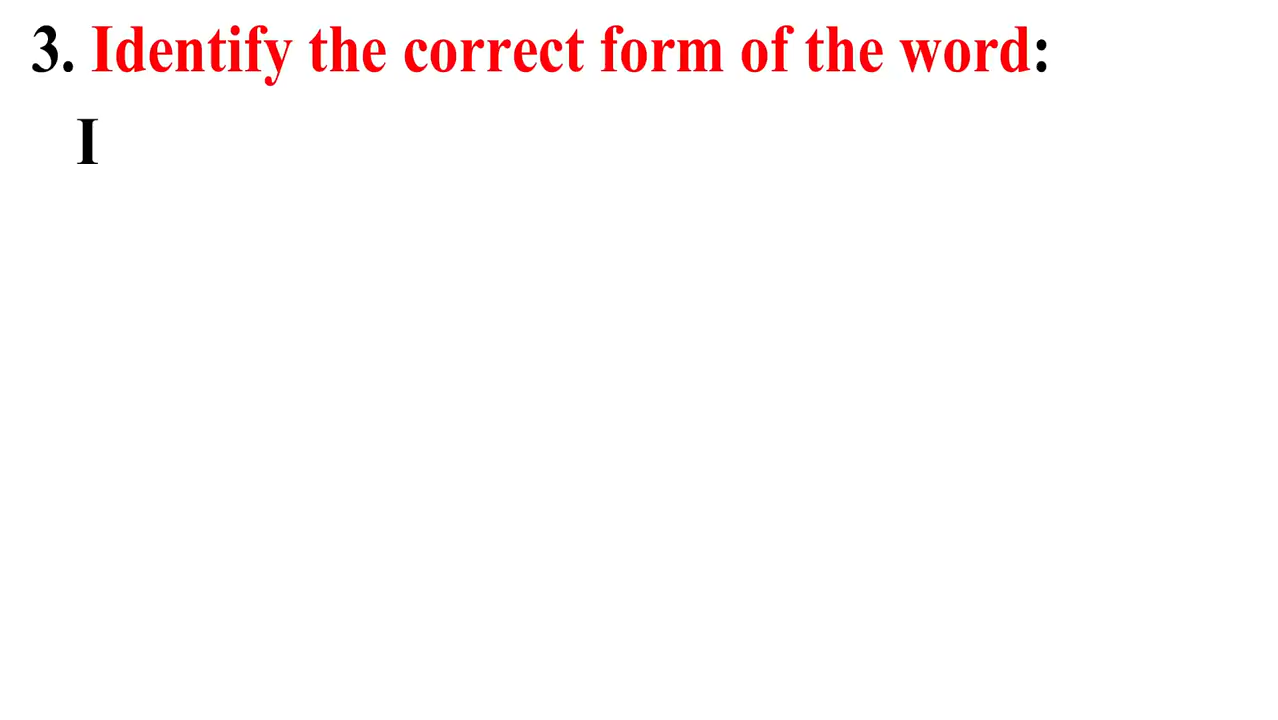 3. Identify the correct form of the word:
I